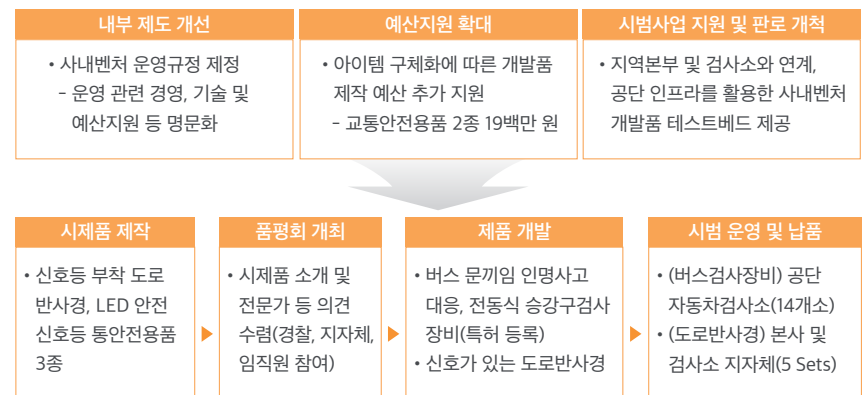 내부 제도 개선
• 사내벤처 운영규정 제정
- 운영 관련 경영, 기술 및
예산지원 등 명문화
예산지원 확대
• 아이템 구체화에 따른 개발품
제작 예산 추가 지원
- 교통안전용품 2종 19백만 원
시범사업 지원 및 판로 개척
• 지역본부 및 검사소와 연계,
공단 인프라를 활용한 사내벤처
개발품 테스트베드 제공
시제품 제작
• 신호등 부착 도로
반사경, LED 안전
신호등 통안전용품
3종
품평회 개최
• 시제품 소개 및
전문가 등 의견
수렴(경찰, 지자체,
임직원 참여)
제품 개발
• 버스 문끼임 인명사고
대응, 전동식 승강구검사
장비(특허 등록)
• 신호가 있는 도로반사경
시범 운영 및 납품
• (버스검사장비) 공단
자동차검사소(14개소)
• (도로반사경) 본사 및
검사소 지자체(5 Sets)